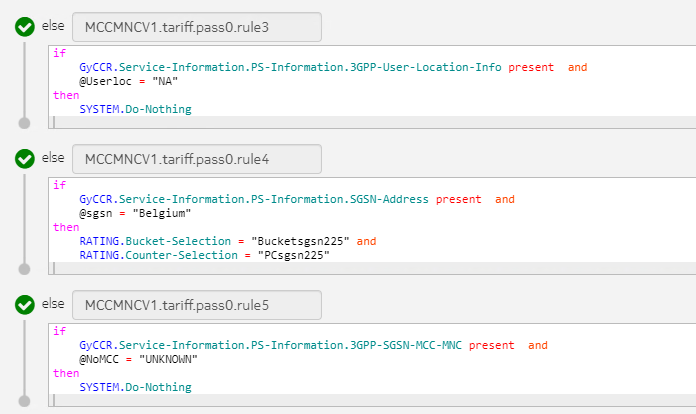 else MCCMNCV1.tariff.pass0.rule3
if
GyCCR.Service-Information.PS-Information.3GPP-User-Location-Info present and
@Userloc = "NA"
then
SYSTEM.Do-Nothing
else MCCMNCV1.tariff.pass0.rule4
if
GyCCR.Service-Information.PS-Information.SGSN-Address present and
@sgsn = "Belgium"
then
RATING.Bucket-Selection = "Bucketsgsn225" and
RATING.Counter-Selection = "PCsgsn225"
else MCCMNCV1.tariff.pass0.rule5
if
GyCCR.Service-Information.PS-Information.3GPP-SGSN-MCC-MNC present and
@NoMCC = "UNKNOWN"
then
SYSTEM.Do-Nothing